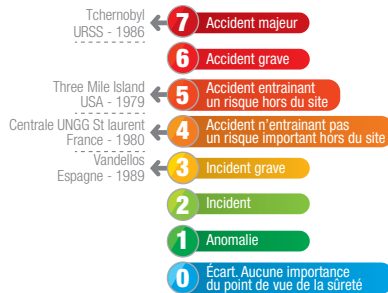 Tchernobyl
URSS - 1986
7 Accident majeur
6 Accident grave
Three Mile Island
USA - 1979
5 Accident entrainant
un risque hors du site
Centrale UNGG St laurent
France - 1980
4 Accident n'entrainant pas
un risque important hors du site
Vandellos
Espagne - 1989
3 Incident grave
2 Incident
1 Anomalie
0 Écart. Aucune importance
du point de vue de la sûreté